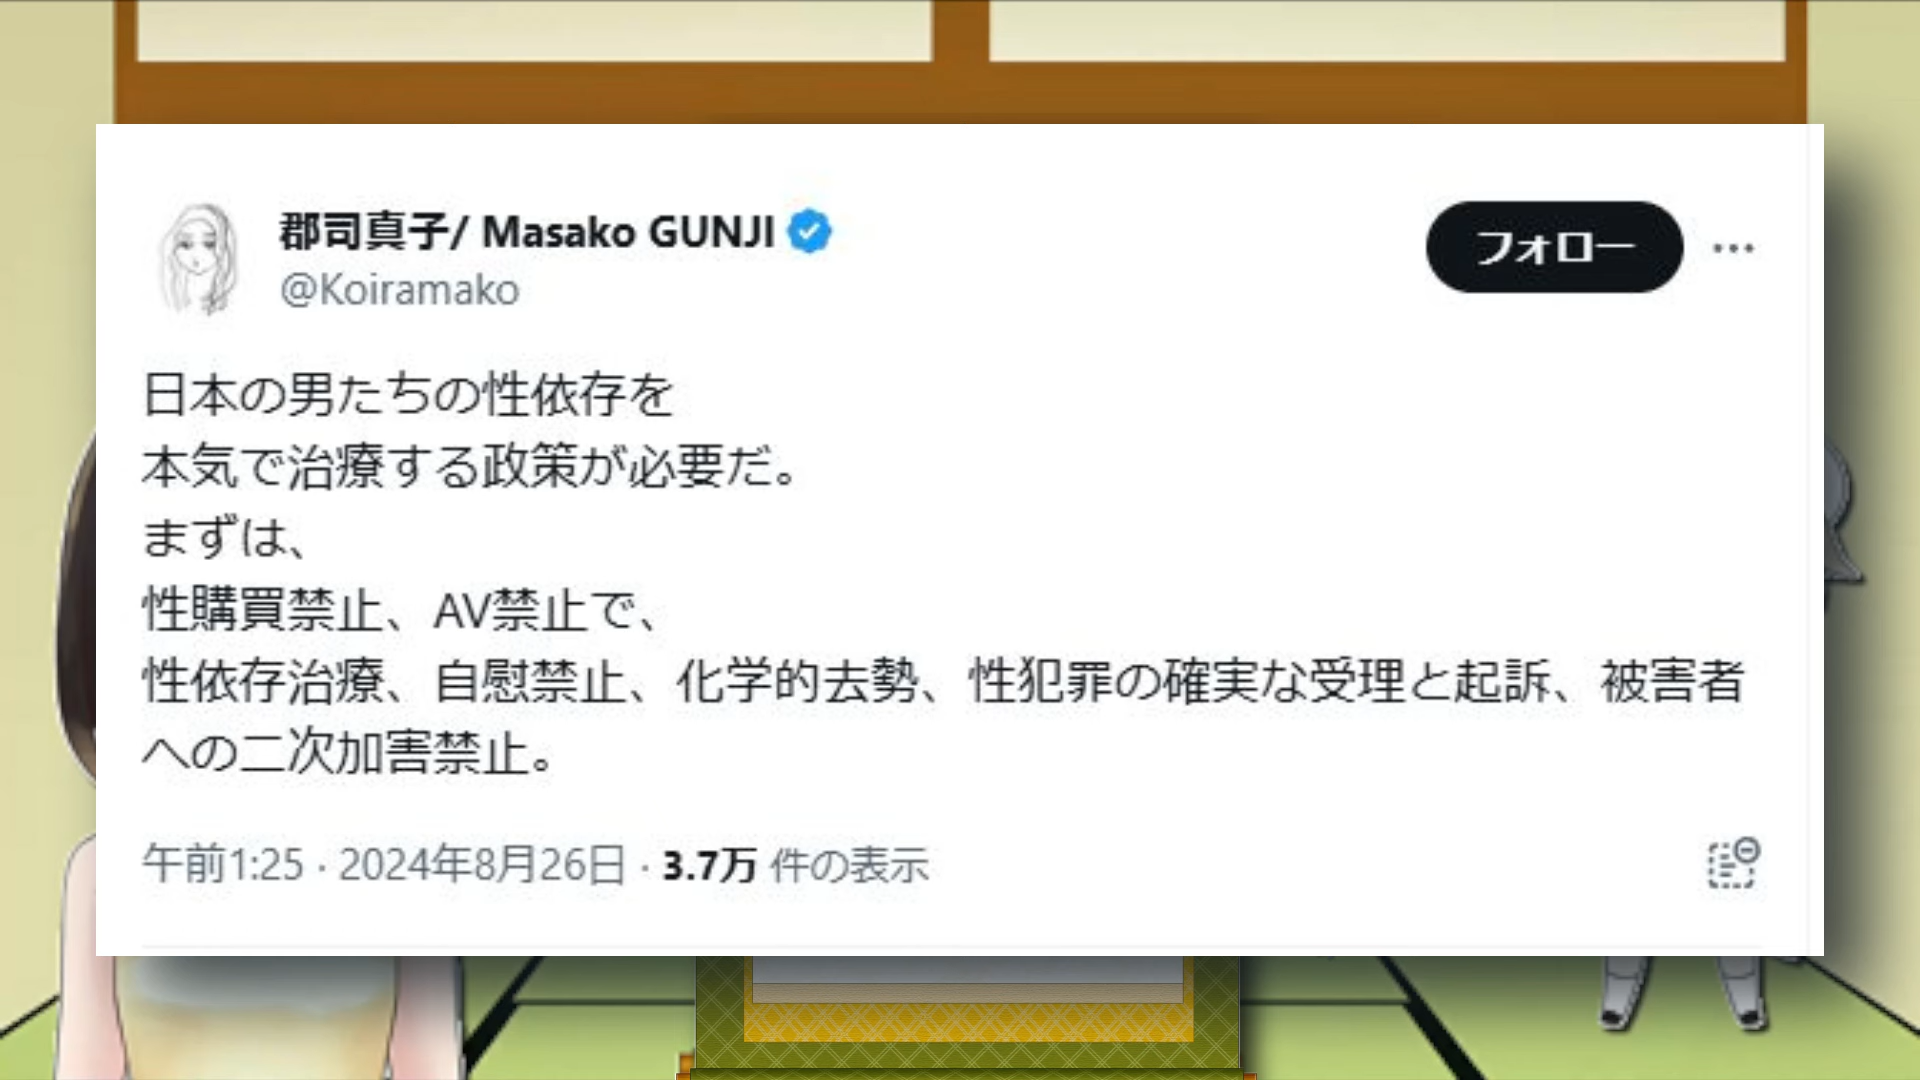 郡司真子/ Masako GUNJI
@Koiramako
フォロー
日本の男たちの性依存を
本気で治療する政策が必要だ。
まずは、
性購買禁止、AV禁止で、
性依存治療、自慰禁止、化学的去勢、性犯罪の確実な受理と起訴、被害者
への二次加害禁止。
午前1:25 · 2024年8月26日 · 3.7万 件の表示